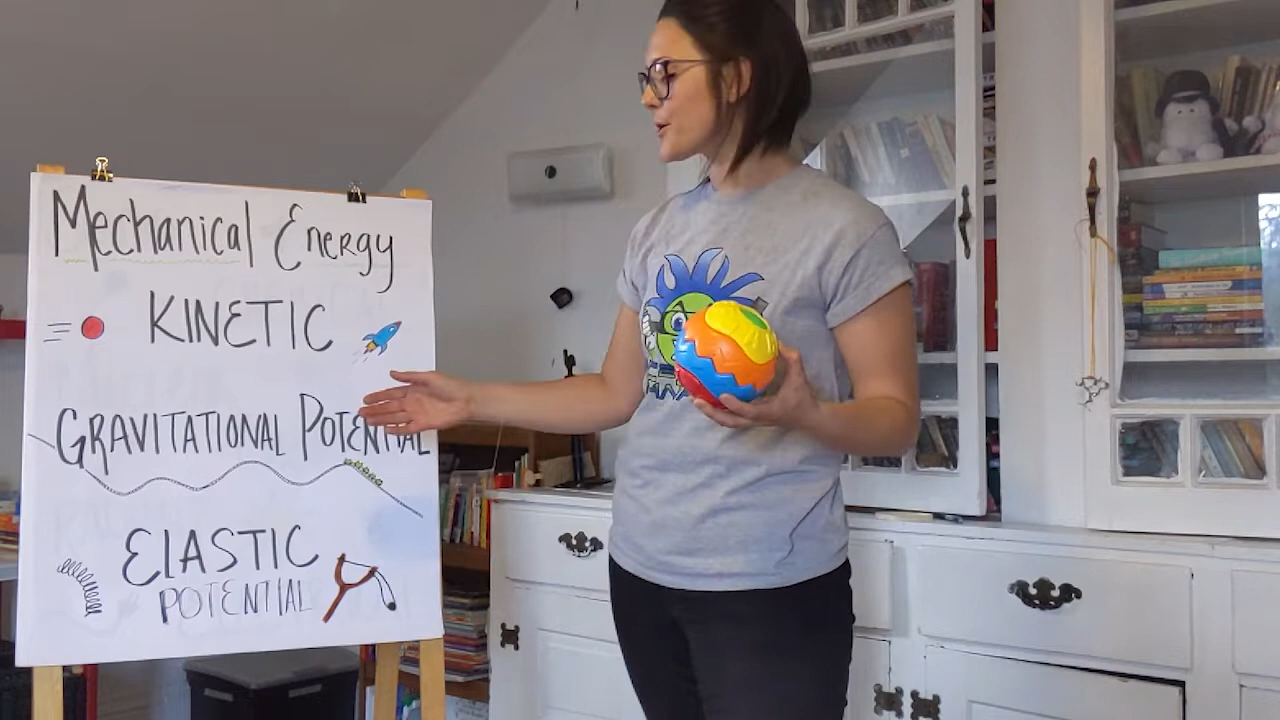 Mechanical Energy
KINETIC
GRAVITATIONAL POTENTIAL
ELASTIC
POTENTIAL